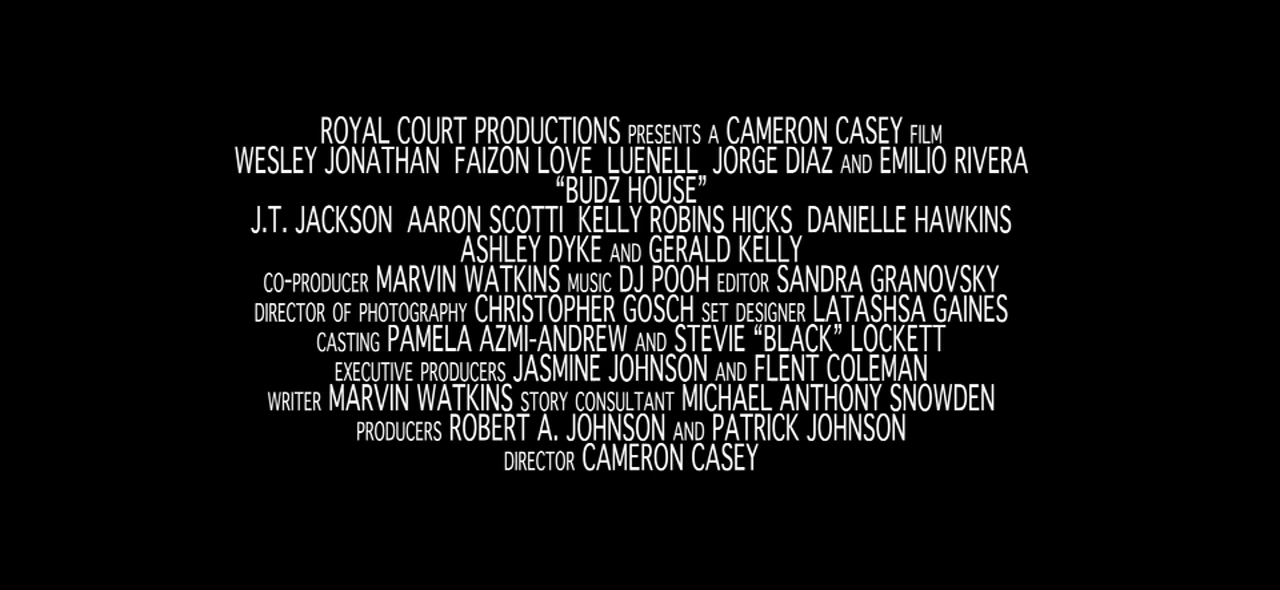 ROYAL COURT PRODUCTIONS PRESENTS A CAMERON CASEY FILM
WESLEY JONATHAN FAIZON LOVE LUENELL JORGE DIAZ AND EMILIO RIVERA
“BUDZ HOUSE”
J.T. JACKSON AARON SCOTTI KELLY ROBINS HICKS DANIELLE HAWKINS
ASHLEY DYKE AND GERALD KELLY
CO-PRODUCER MARVIN WATKINS MUSIC DJ POOH EDITOR SANDRA GRANOVSKY
DIRECTOR OF PHOTOGRAPHY CHRISTOPHER GOSCH SET DESIGNER LATASHSA GAINES
CASTING PAMELA AZMI-ANDREW AND STEVIE “BLACK” LOCKETT
EXECUTIVE PRODUCERS JASMINE JOHNSON AND FLENT COLEMAN
WRITER MARVIN WATKINS STORY CONSULTANT MICHAEL ANTHONY SNOWDEN
PRODUCERS ROBERT A. JOHNSON AND PATRICK JOHNSON
DIRECTOR CAMERON CASEY